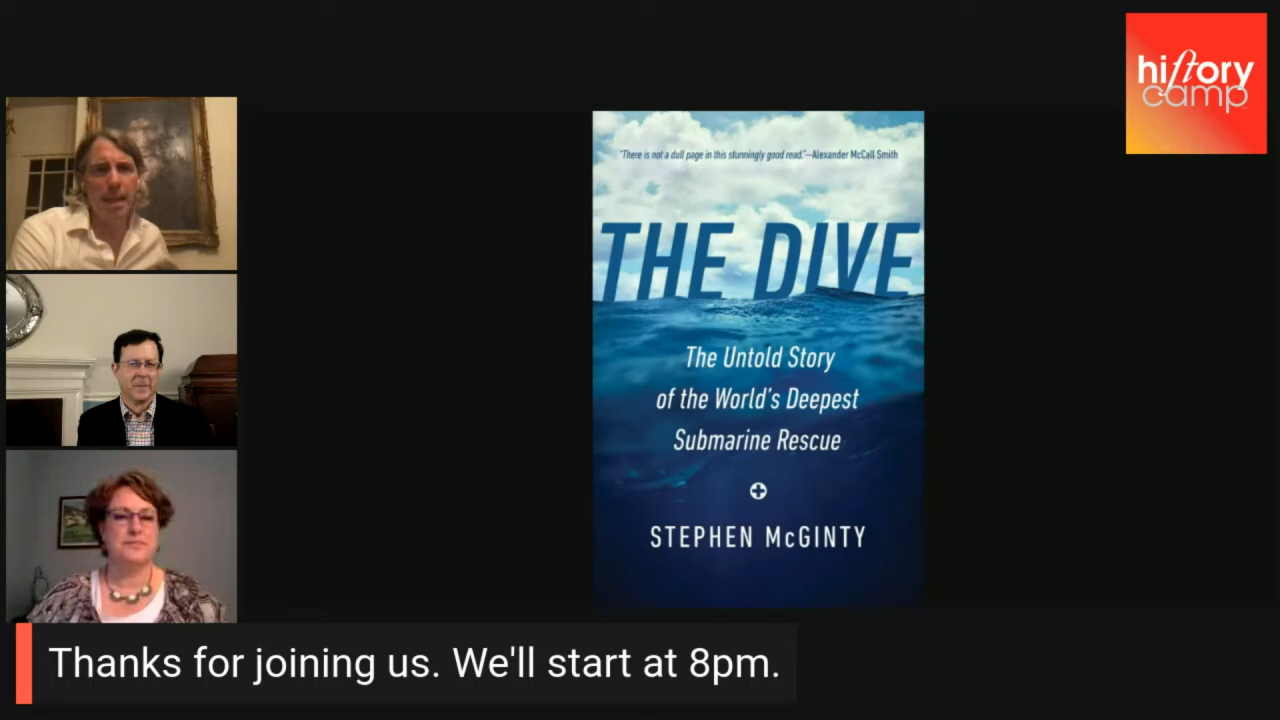 hiſtory
camp
"There is not a dull page in this stunningly good read."—Alexander McCall Smith
THE DIVE
The Untold Story
of the World's Deepest
Submarine Rescue
STEPHEN McGINTY
Thanks for joining us. We'll start at 8pm.